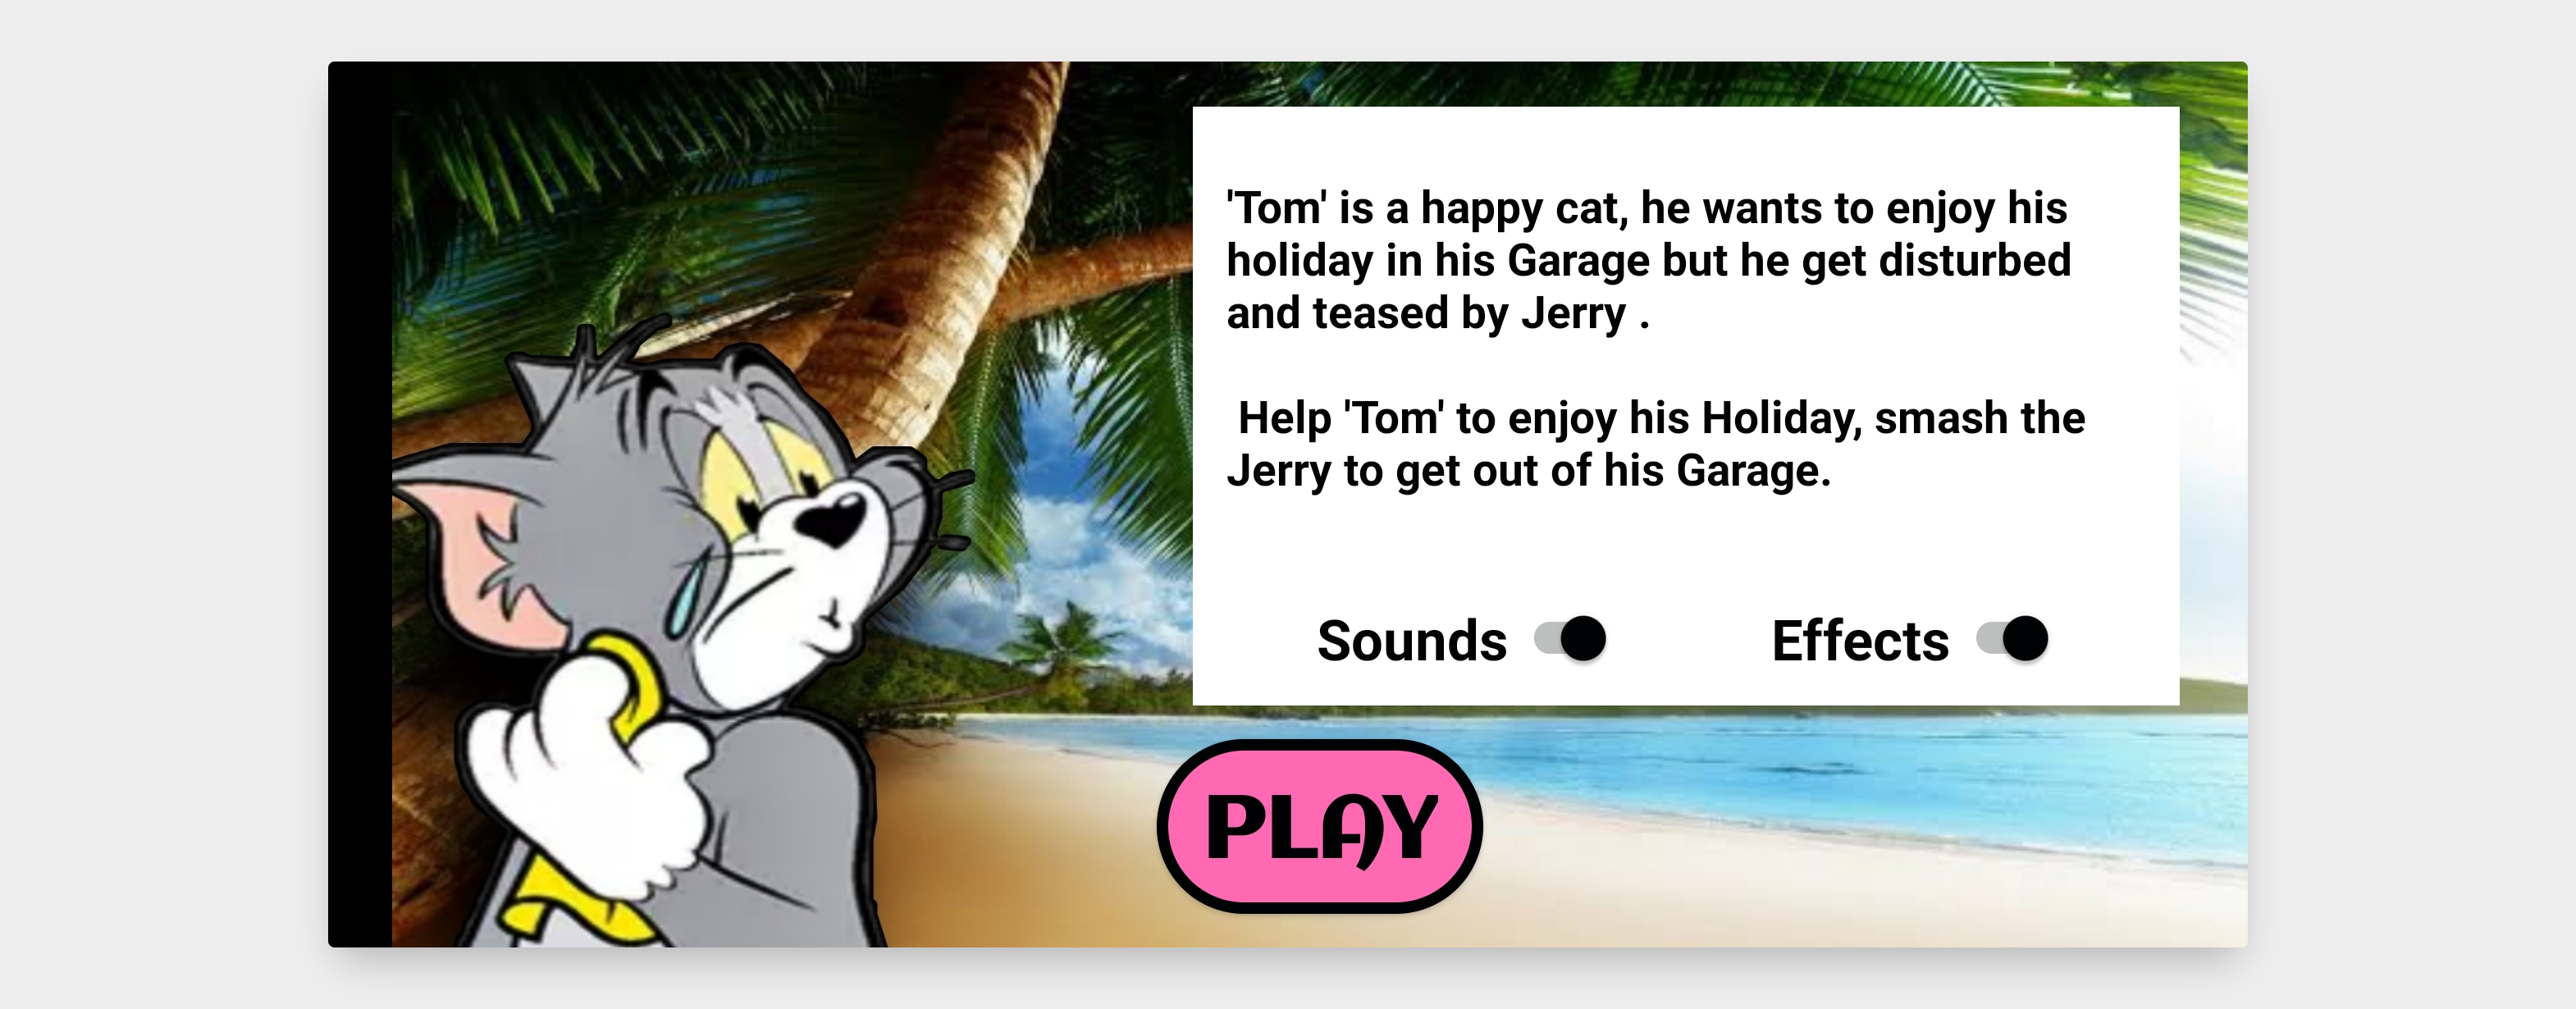 'Tom' is a happy cat, he wants to enjoy his
holiday in his Garage but he get disturbed
and teased by Jerry .
Help 'Tom' to enjoy his Holiday, smash the
Jerry to get out of his Garage.
Sounds Effects
PLAY